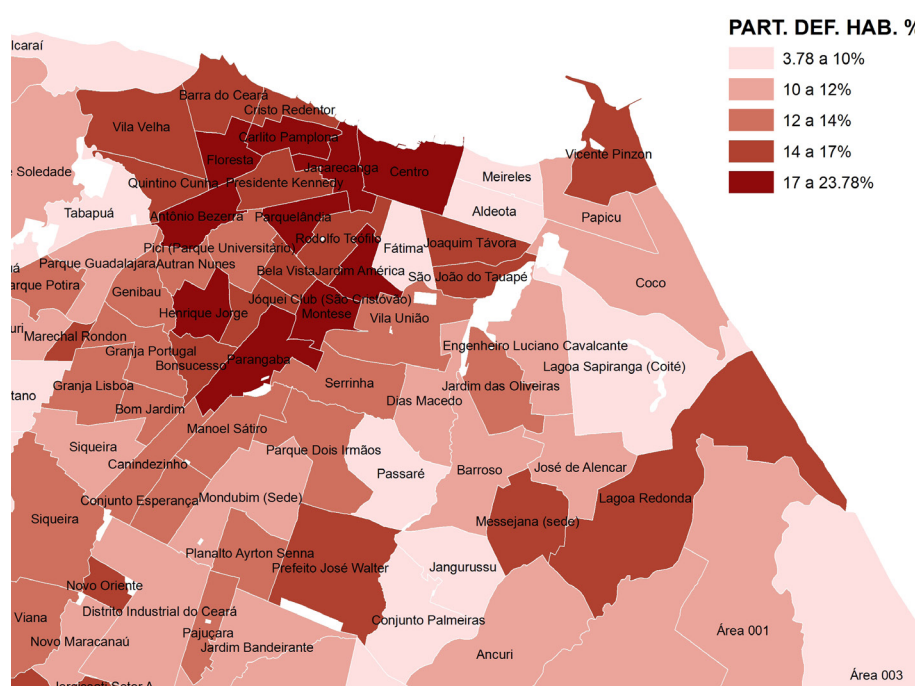 PART. DEF. HAB. %
3.78 a 10%
10 a 12%
12 a 14%
14 a 17%
17 a 23.78%
Icaraí
Barra do Ceará
Cristo Redentor
Vila Velha
Carlito Pamplona
Floresta
Jacarecanga
Centro
Vicente Pinzon
Soledade
Quintino Cunha
Presidente Kennedy
Meireles
Tabapuá
Antônio Bezerra
Parquelândia
Aldeota
Papicu
Rodolfo Teófilo
Pici (Parque Universitário)
Fátima
Joaquim Távora
Parque Guadalajara
Autran Nunes
Bela Vista
Jardim América
São João do Tauapé
arque Potira
Genibau
Coco
Jóquei Club (São Cristóvão)
Henrique Jorge
Montese
Vila União
uri
Marechal Rondon
Engenheiro Luciano Cavalcante
Granja Portugal
Bonsucesso
Parangaba
Lagoa Sapiranga (Coité)
tano
Granja Lisboa
Serrinha
Jardim das Oliveiras
Bom Jardim
Dias Macedo
Manoel Sátiro
Siqueira
Parque Dois Irmãos
Canindezinho
Passaré
Barroso
José de Alencar
Conjunto Esperança
Mondubim (Sede)
Lagoa Redonda
Siqueira
Messejana (sede)
Planalto Ayrton Senna
Prefeito José Walter
Jangurussu
Novo Oriente
Viana
Distrito Industrial do Ceará
Conjunto Palmeiras
Pajuçara
Área 001
Novo Maracanaú
Jardim Bandeirante
Ancuri
Área 003